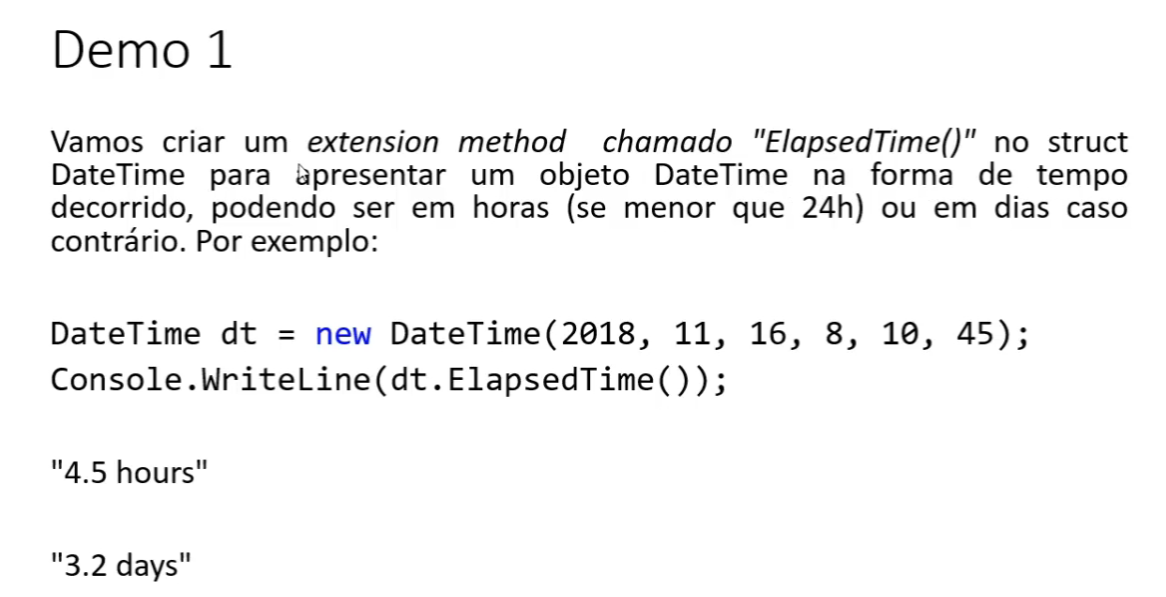 Demo 1
Vamos criar um extension method chamado "ElapsedTime()" no struct
DateTime para apresentar um objeto DateTime na forma de tempo
decorrido, podendo ser em horas (se menor que 24h) ou em dias caso
contrário. Por exemplo:
DateTime dt = new DateTime(2018, 11, 16, 8, 10, 45);
Console.WriteLine(dt.ElapsedTime());
"4.5 hours"
"3.2 days"